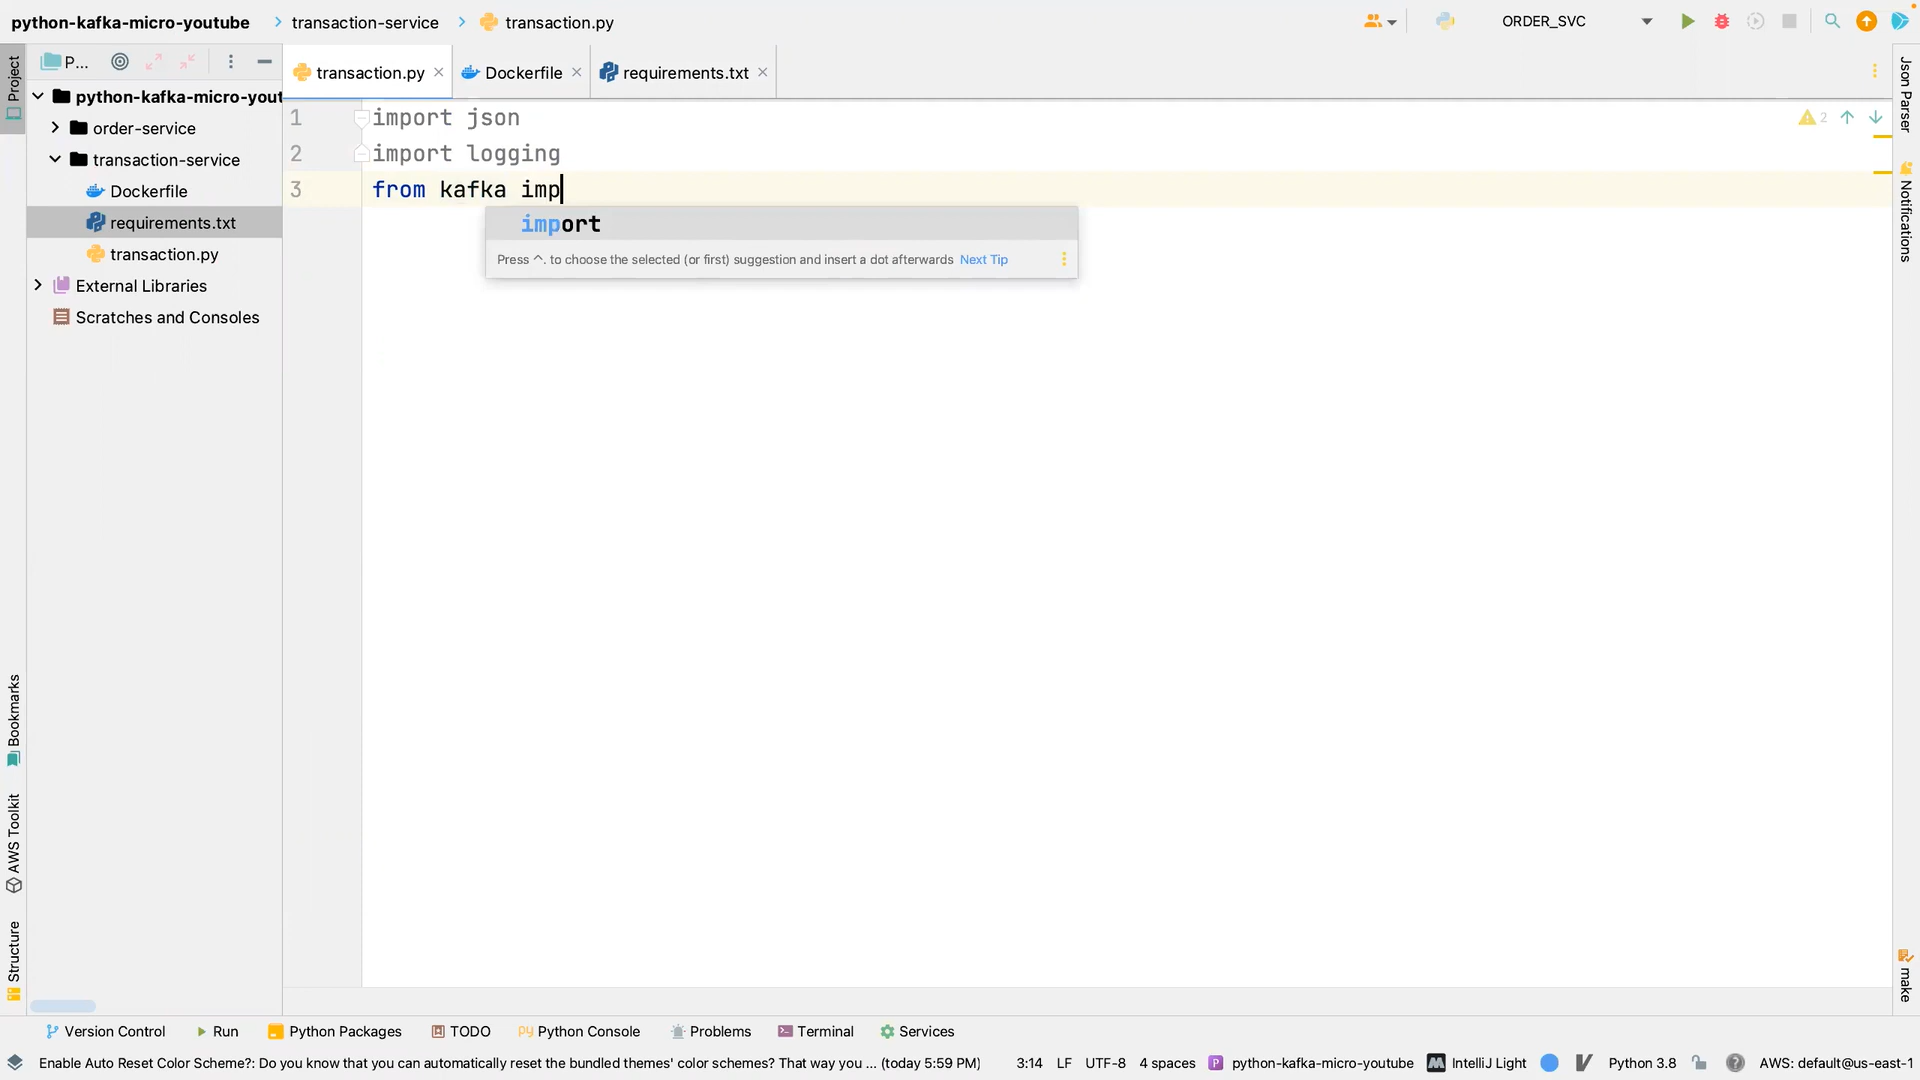 python-kafka-micro-youtube
transaction-service
transaction.py
ORDER_SVC
Project
P...
transaction.py
Dockerfile
requirements.txt
python-kafka-micro-yout
order-service
transaction-service
Dockerfile
requirements.txt
transaction.py
External Libraries
Scratches and Consoles
1 import json
2 import logging
3 from kafka imp
import
Press ^. to choose the selected (or first) suggestion and insert a dot afterwards Next Tip
2
Json Parser
Notifications
make
Bookmarks
AWS Toolkit
Structure
Version Control Run Python Packages TODO Python Console Problems Terminal Services
Enable Auto Reset Color Scheme?: Do you know that you can automatically reset the bundled themes' color schemes? That way you ... (today 5:59 PM) 3:14 LF UTF-8 4 spaces python-kafka-micro-youtube IntelliJ Light Python 3.8 AWS: default@us-east-1